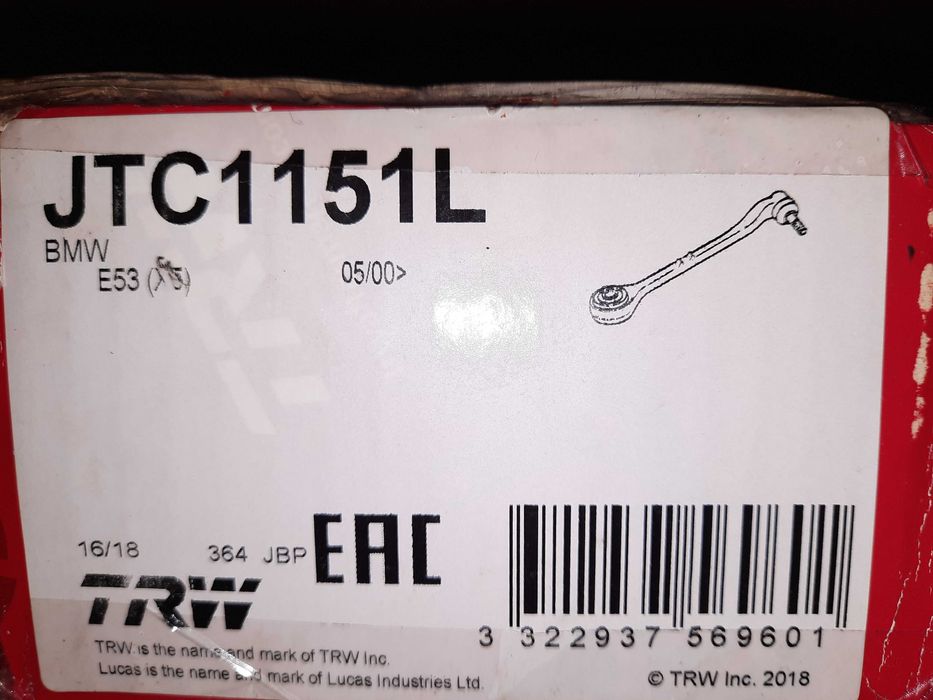 JTC1151L
BMW
E53 (X5) 05/00>
16/18 364 JBP EAC
TRW
3 322937 569601
TRW is the name and mark of TRW Inc.
Lucas is the name and mark of Lucas Industries Ltd.
© TRW Inc. 2018